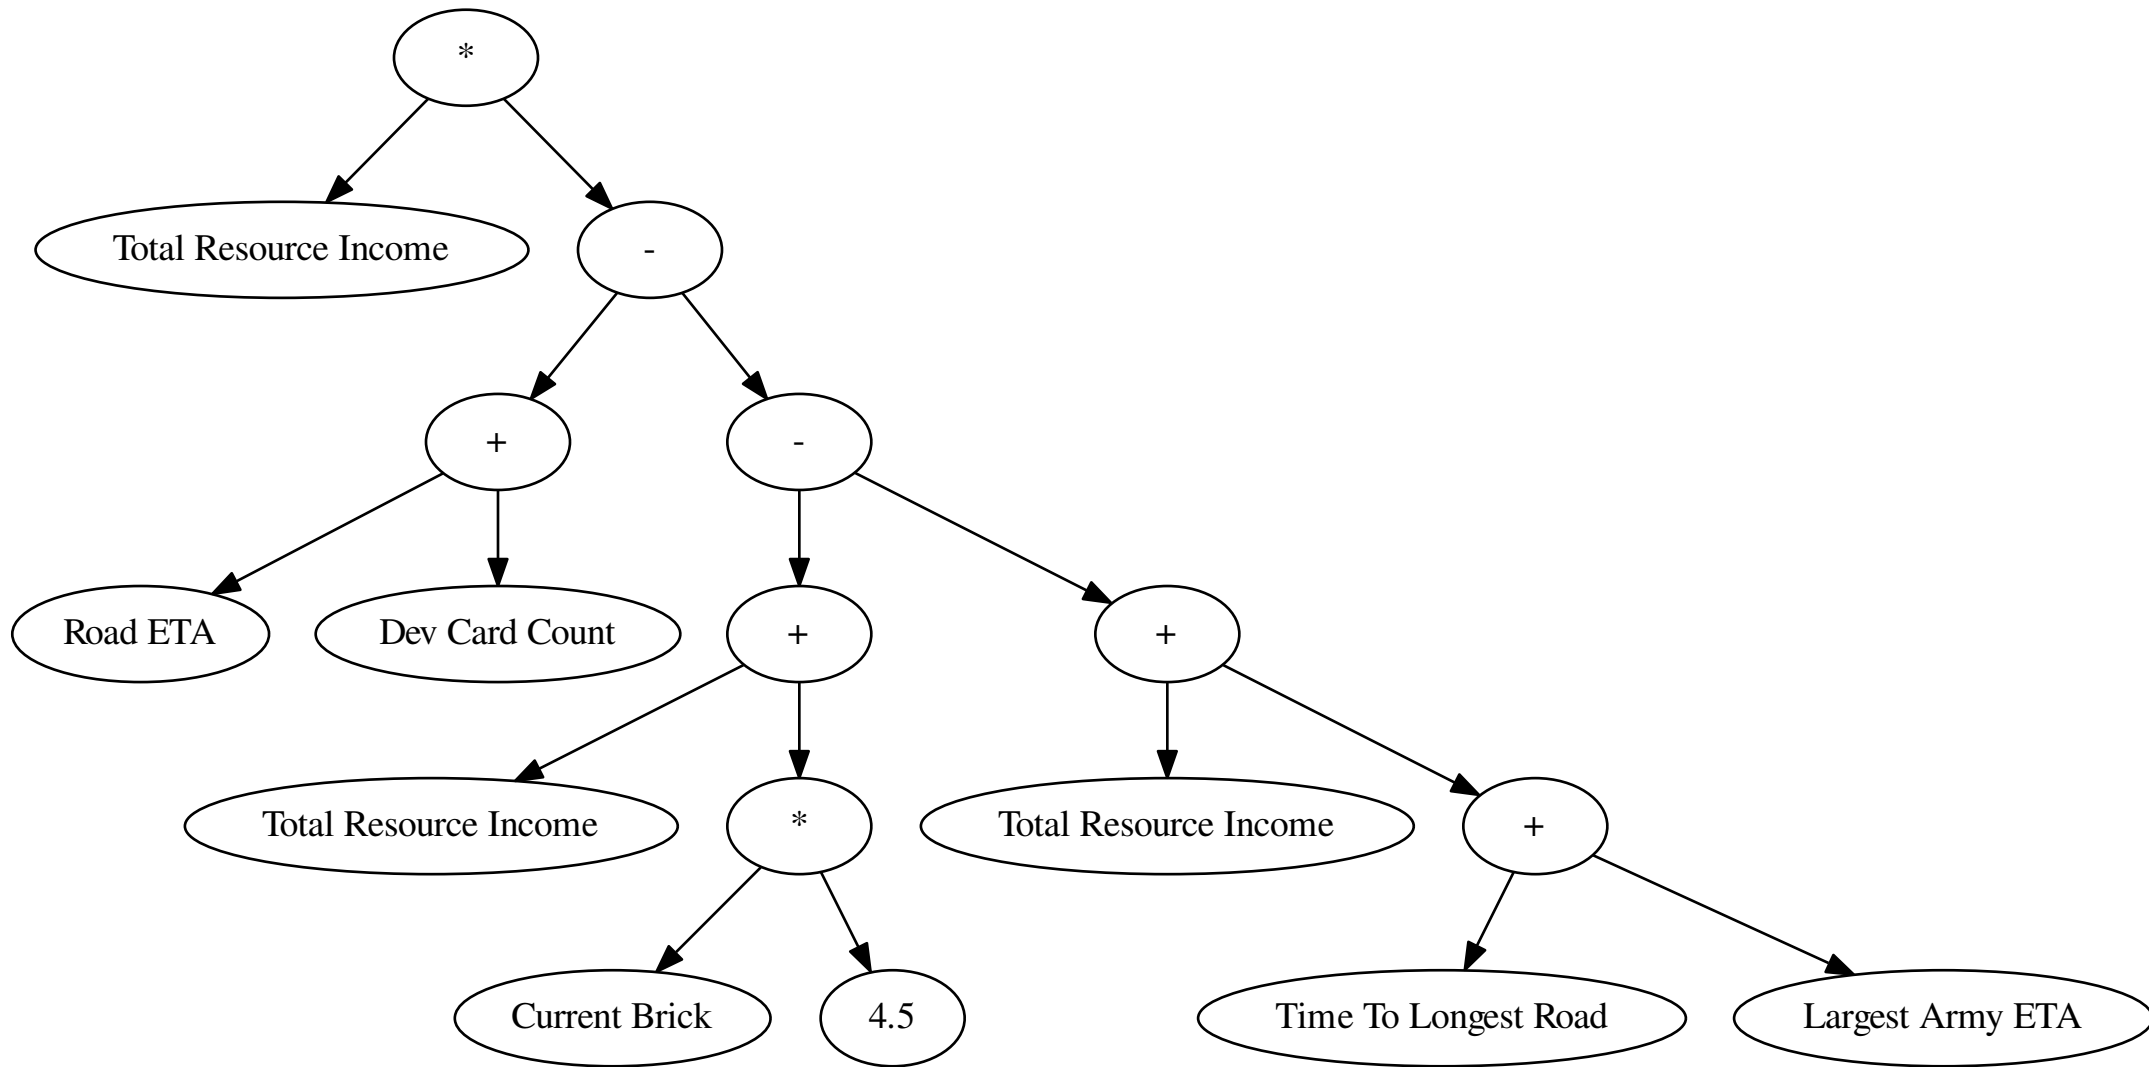 *
Total Resource Income
-
+
-
Road ETA
Dev Card Count
+
+
Total Resource Income
*
Total Resource Income
+
Current Brick
4.5
Time To Longest Road
Largest Army ETA